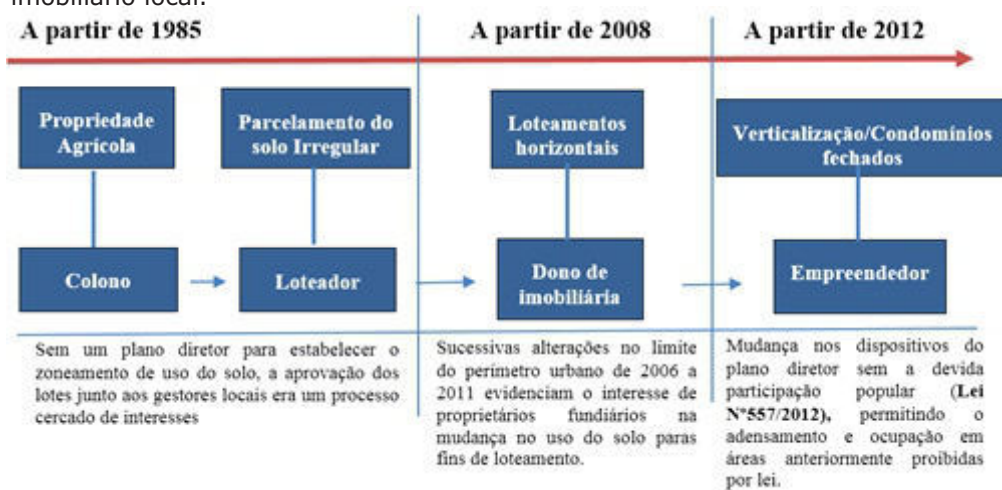 imobiliário local.
A partir de 1985
A partir de 2008
A partir de 2012
Propriedade
Agrícola
Parcelamento do
solo Irregular
Loteamentos
horizontais
Verticalização/Condomínios
fechados
Colono
Loteador
Dono de
imobiliária
Empreendedor
Sem um plano diretor para estabelecer o
zoneamento de uso do solo, a aprovação dos
lotes junto aos gestores locais era um processo
cercado de interesses
Sucessivas alterações no limite
do perímetro urbano de 2006 a
2011 evidenciam o interesse de
proprietários fundiários na
mudança no uso do solo paras
fins de loteamento.
Mudança nos dispositivos do
plano diretor sem a devida
participação popular (Lei
N°557/2012), permitindo o
adensamento e ocupação em
áreas anteriormente proibidas
por lei.